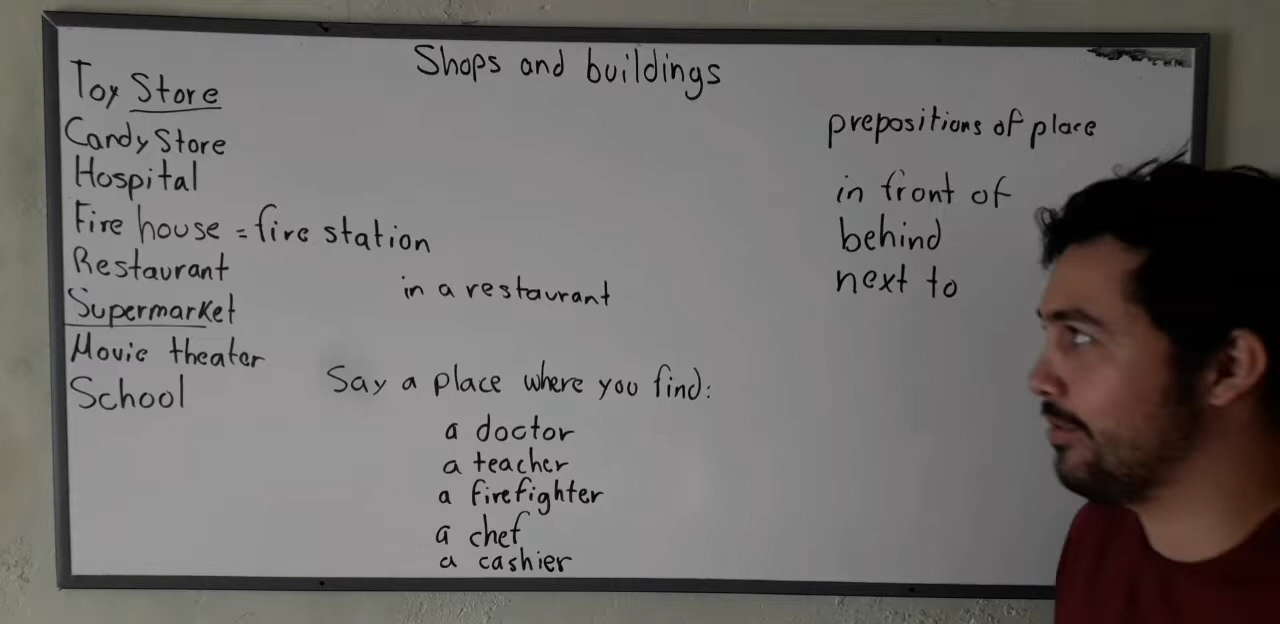 Shops and buildings
Toy Store
Candy Store
Hospital
Fire house = fire station
Restaurant
Supermarket
Movie theater
School
in a restaurant
Say a place where you find:
a doctor
a teacher
a firefighter
a chef
a cashier
prepositions of place
in front of
behind
next to